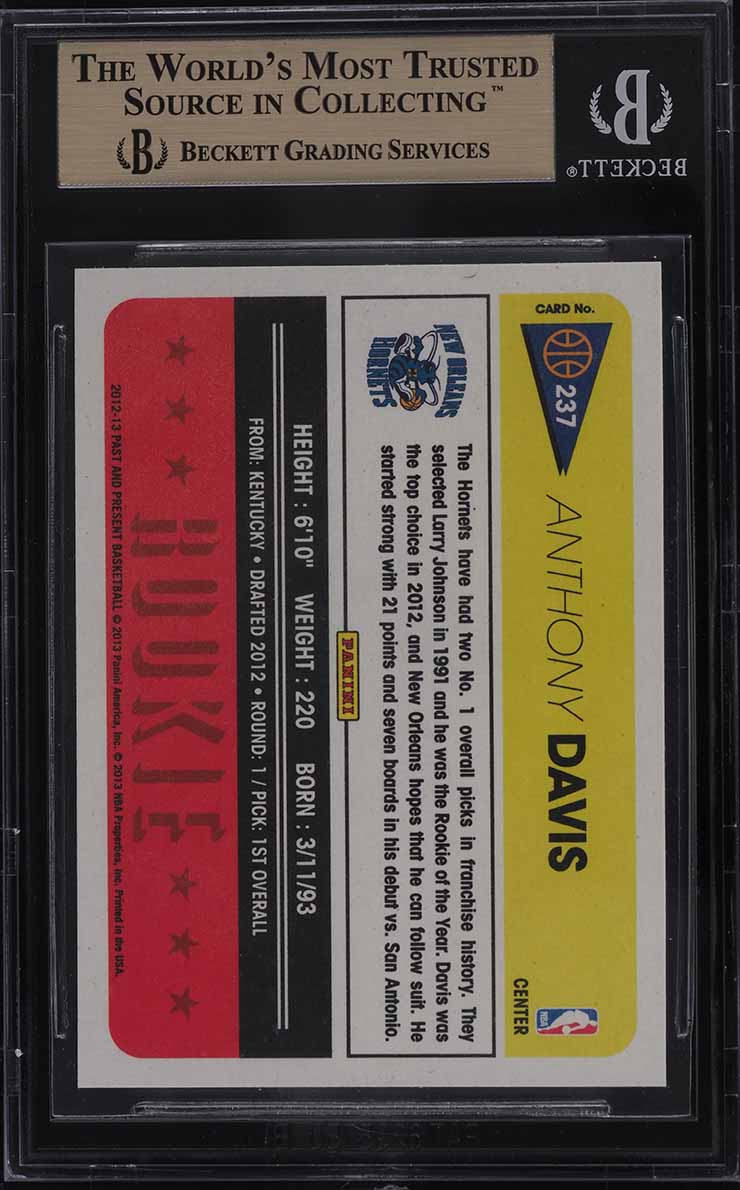 THE WORLD'S MOST TRUSTED
SOURCE IN COLLECTING™
B BECKETT GRADING SERVICES
B
BECKETT®
CARD No.
237
ANTHONY DAVIS
NBA
CENTER
NEW ORLEANS
HORNETS
The Hornets have had two No. 1 overall picks in franchise history. They
selected Larry Johnson in 1991 and he was the Rookie of the Year. Davis was
the top choice in 2012, and New Orleans hopes that he can follow suit. He
started strong with 21 points and seven boards in his debut vs. San Antonio.
PANINI
HEIGHT : 6'10" WEIGHT : 220 BORN : 3/11/93
FROM: KENTUCKY • DRAFTED 2012 • ROUND: 1 / PICK: 1ST OVERALL
★ ★ ★ ROOKIE ★ ★ ★
2012-13 PAST AND PRESENT BASKETBALL © 2013 Panini America, Inc. © 2013 NBA Properties, Inc. Printed in the USA.